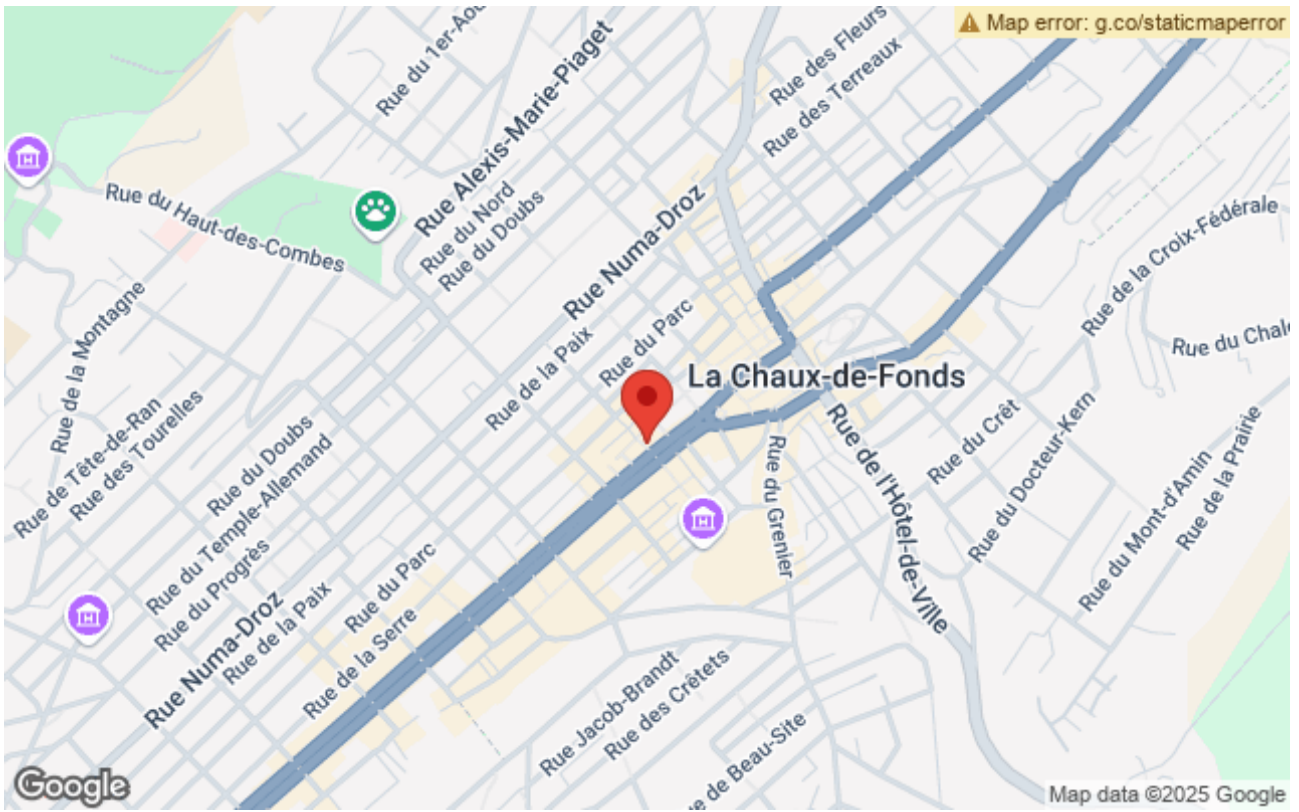 Map error: g.co/staticmaperror
Rue du 1er-Aoû
Rue Alexis-Marie-Piaget
Rue des Fleurs
Rue des Terreaux
Rue du Haut-des-Combes
Rue du Nord
Rue du Doubs
Rue Numa-Droz
Rue de la Croix-Fédérale
Rue de la Montagne
Rue de la Paix
Rue du Parc
Rue du Chale
La Chaux-de-Fonds
Rue de Tête-de-Ran
Rue des Tourelles
Rue du Doubs
Rue du Temple-Allemand
Rue du Progrès
Rue Numa-Droz
Rue de la Paix
Rue du Parc
Rue de la Serre
Rue du Grenier
Rue de l'Hôtel-de-Ville
Rue du Crêt
Rue du Docteur-Kern
Rue du Mont-d'Amin
Rue de la Prairie
Rue Jacob-Brandt
Rue des Crêtets
e de Beau-Site
Google
Map data ©2025 Google